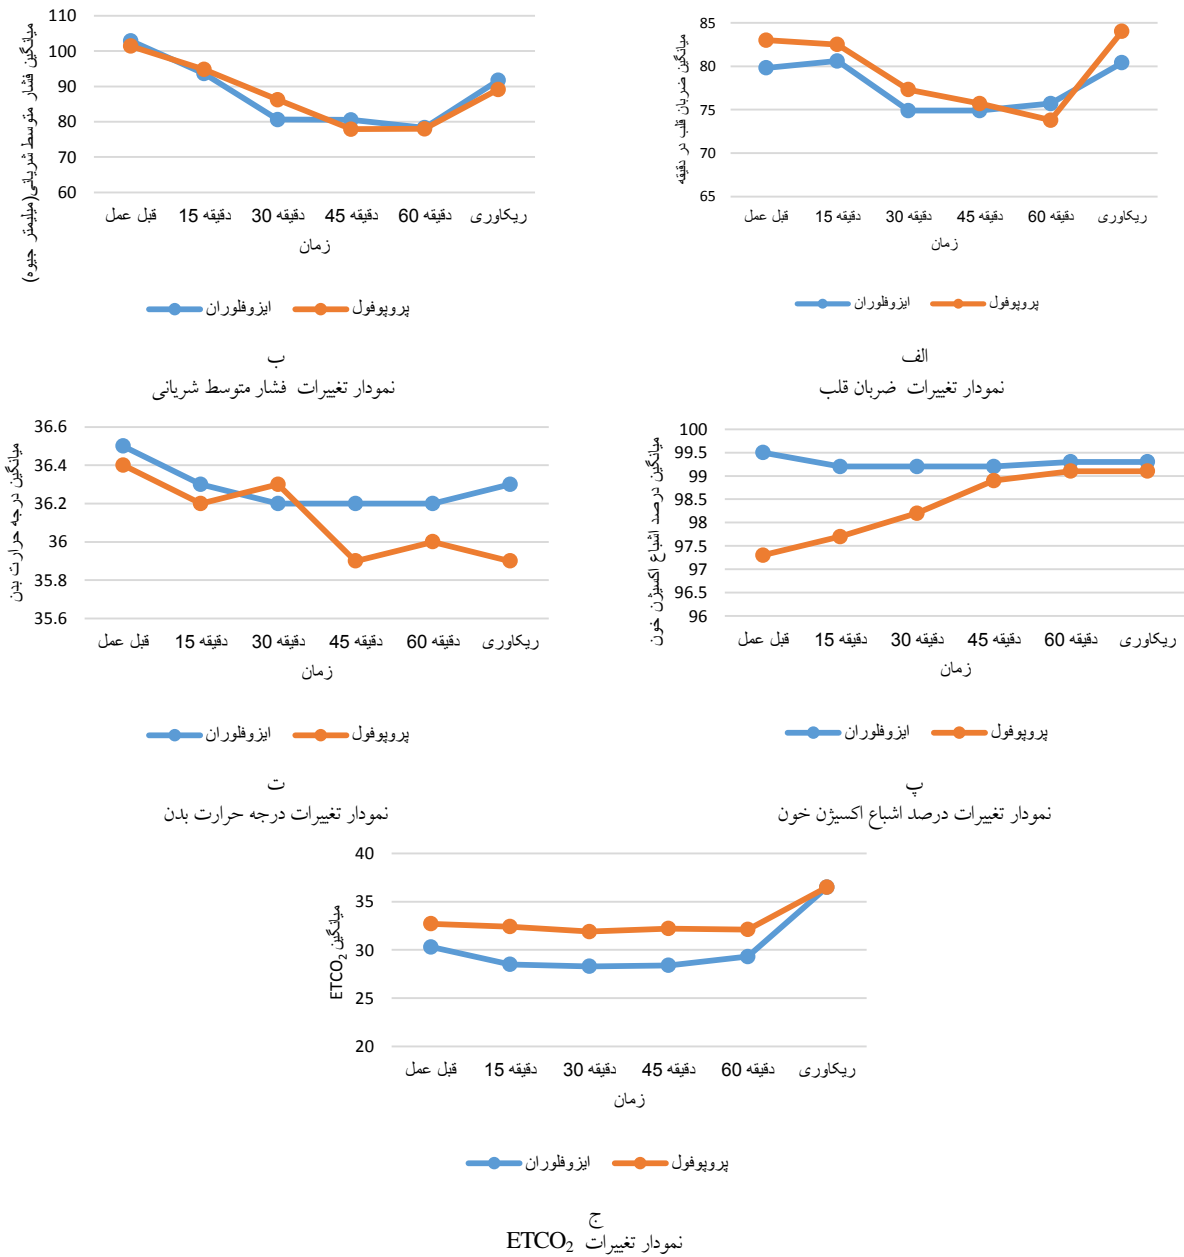 میانگین ضربان قلب در دقیقه
85
80
75
70
65
قبل عمل
15 دقیقه
30 دقیقه
45 دقیقه
60 دقیقه
ریکاوری
زمان
ایزوفلوران
پروپوفول
الف
نمودار تغییرات ضربان قلب
میانگین فشار متوسط شریانی(میلیمتر جیوه)
110
100
90
80
70
60
قبل عمل
15 دقیقه
30 دقیقه
45 دقیقه
60 دقیقه
ریکاوری
زمان
ایزوفلوران
پروپوفول
ب
نمودار تغییرات فشار متوسط شریانی
میانگین درصد اشباع اکسیژن خون
100
99.5
99
98.5
98
97.5
97
96.5
96
قبل عمل
15 دقیقه
30 دقیقه
45 دقیقه
60 دقیقه
ریکاوری
زمان
ایزوفلوران
پروپوفول
پ
نمودار تغییرات درصد اشباع اکسیژن خون
میانگین درجه حرارت بدن
36.6
36.4
36.2
36
35.8
35.6
قبل عمل
15 دقیقه
30 دقیقه
45 دقیقه
60 دقیقه
ریکاوری
زمان
ایزوفلوران
پروپوفول
ت
نمودار تغییرات درجه حرارت بدن
میانگین ETCO₂
40
35
30
25
20
قبل عمل
15 دقیقه
30 دقیقه
45 دقیقه
60 دقیقه
ریکاوری
زمان
ایزوفلوران
پروپوفول
ج
نمودار تغییرات ETCO₂